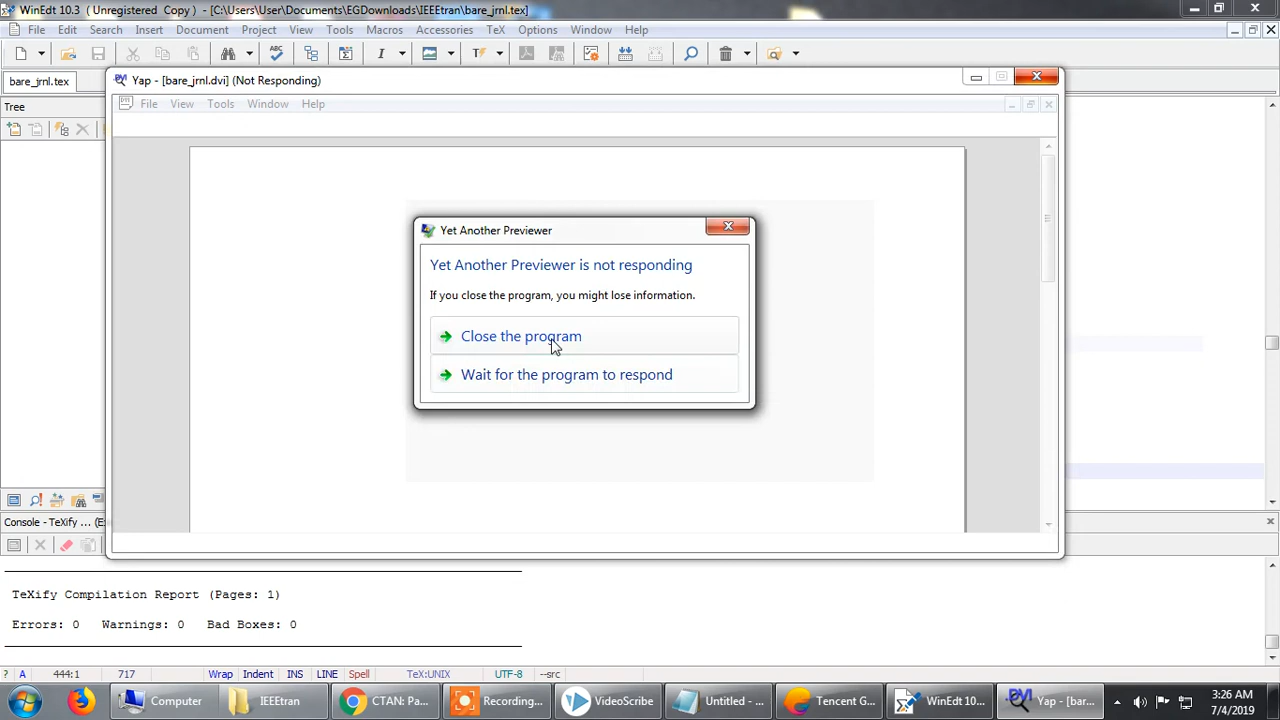 WinEdt 10.3 (Unregistered Copy) - [C:\Users\User\Documents\EGDownloads\IEEEtran\bare_jrnl.tex]
File Edit Search Insert Document Project View Tools Macros Accessories TeX Options Window Help
bare_jrnl.tex
Yap - [bare_jrnl.dvi] (Not Responding)
Tree
File View Tools Window Help
Yet Another Previewer
Yet Another Previewer is not responding
If you close the program, you might lose information.
Close the program
Wait for the program to respond
Console - TeXify ...
TeXify Compilation Report (Pages: 1)
Errors: 0 Warnings: 0 Bad Boxes: 0
? A 444:1 717 Wrap Indent INS LINE Spell TeX:UNIX UTF-8 --src
Computer IEEEtran CTAN: Pa... Recording... VideoScribe Untitled - ... Tencent G... WinEdt 10... Yap - [bar...
3:26 AM
7/4/2019